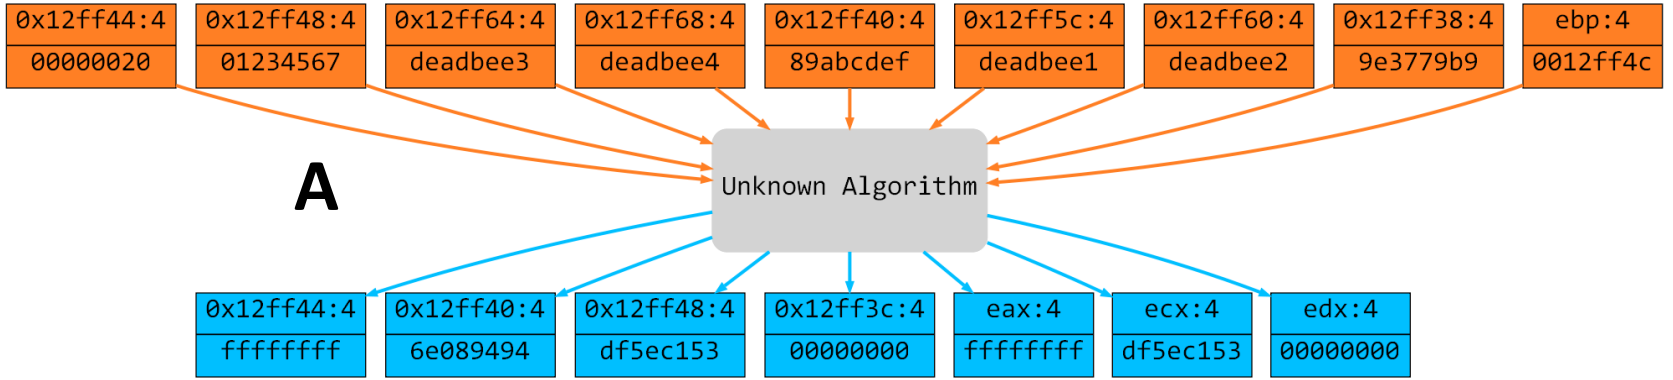 0x12ff44:4 0x12ff48:4 0x12ff64:4 0x12ff68:4 0x12ff40:4 0x12ff5c:4 0x12ff60:4 0x12ff38:4 ebp:4
00000020 01234567 deadbee3 deadbee4 89abcdef deadbee1 deadbee2 9e3779b9 0012ff4c
A
Unknown Algorithm
0x12ff44:4 0x12ff40:4 0x12ff48:4 0x12ff3c:4 eax:4 ecx:4 edx:4
ffffffff 6e089494 df5ec153 00000000 ffffffff df5ec153 00000000